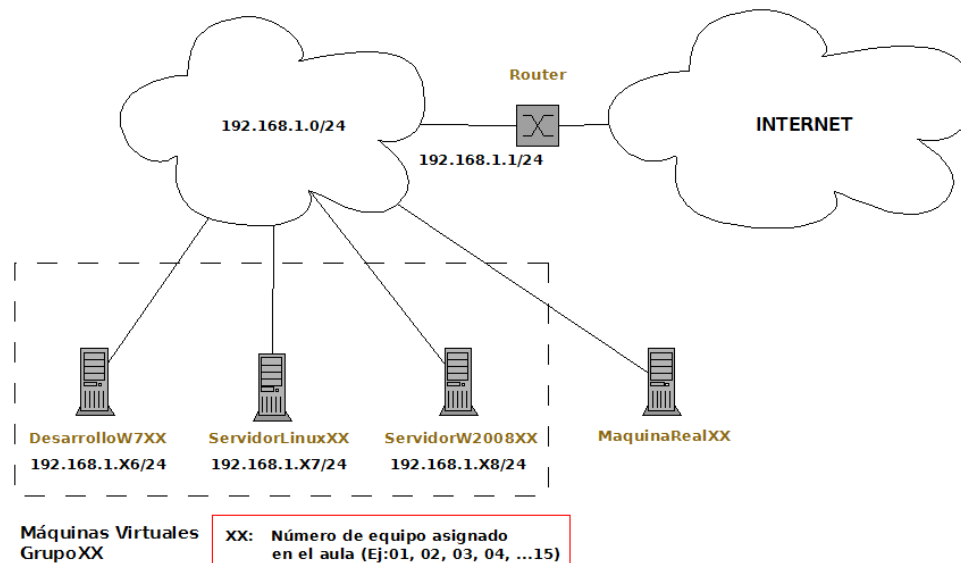 Router
192.168.1.0/24
INTERNET
192.168.1.1/24
DesarrolloW7XX
ServidorLinuxXX
ServidorW2008XX
MaquinaRealXX
192.168.1.X6/24
192.168.1.X7/24
192.168.1.X8/24
Máquinas Virtuales
GrupoXX
XX: Número de equipo asignado
en el aula (Ej:01, 02, 03, 04, ...15)